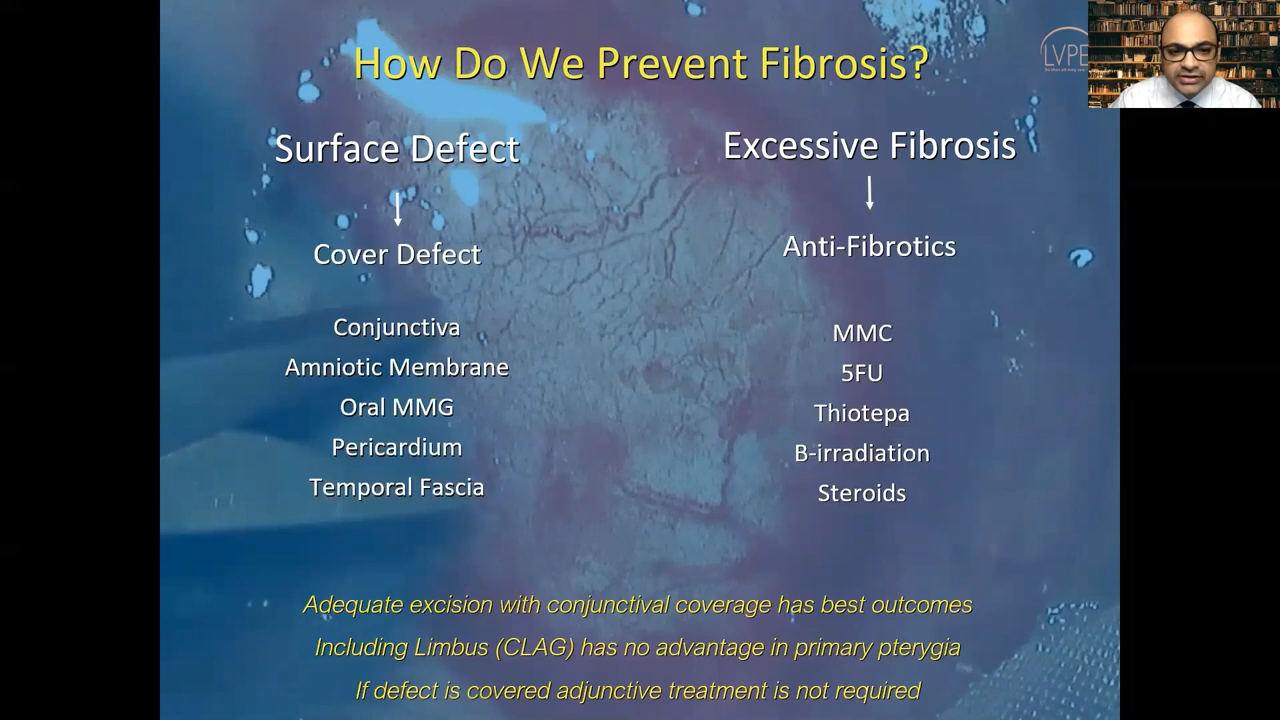 How Do We Prevent Fibrosis?
LVPE
Surface Defect
Cover Defect
Conjunctiva
Amniotic Membrane
Oral MMG
Pericardium
Temporal Fascia
Excessive Fibrosis
Anti-Fibrotics
MMC
5FU
Thiotepa
B-irradiation
Steroids
Adequate excision with conjunctival coverage has best outcomes
Including Limbus (CLAG) has no advantage in primary pterygia
If defect is covered adjunctive treatment is not required